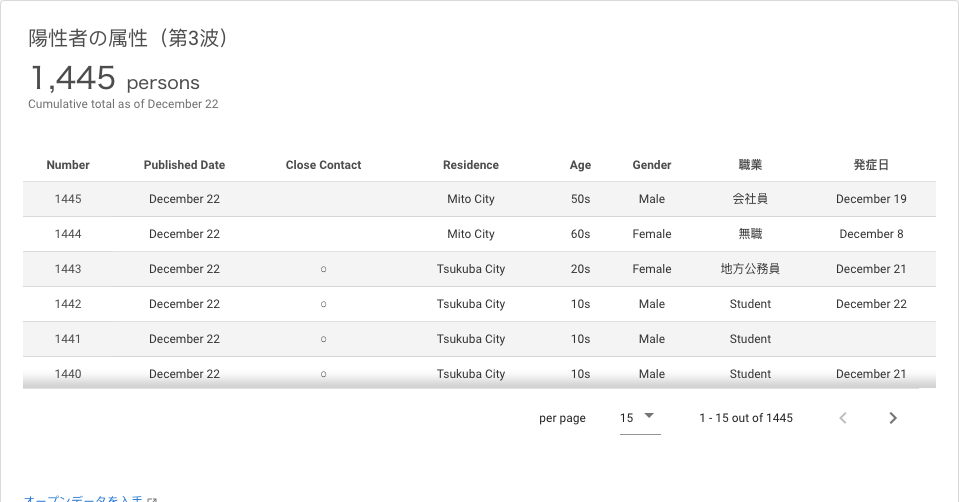 陽性者の属性（第3波）
1,445 persons
Cumulative total as of December 22
Number Published Date Close Contact Residence Age Gender 職業 発症日
1445 December 22 Mito City 50s Male 会社員 December 19
1444 December 22 Mito City 60s Female 無職 December 8
1443 December 22 ○ Tsukuba City 20s Female 地方公務員 December 21
1442 December 22 ○ Tsukuba City 10s Male Student December 22
1441 December 22 ○ Tsukuba City 10s Male Student
1440 December 22 ○ Tsukuba City 10s Male Student December 21
per page 15 1 - 15 out of 1445
オープンデータを入手